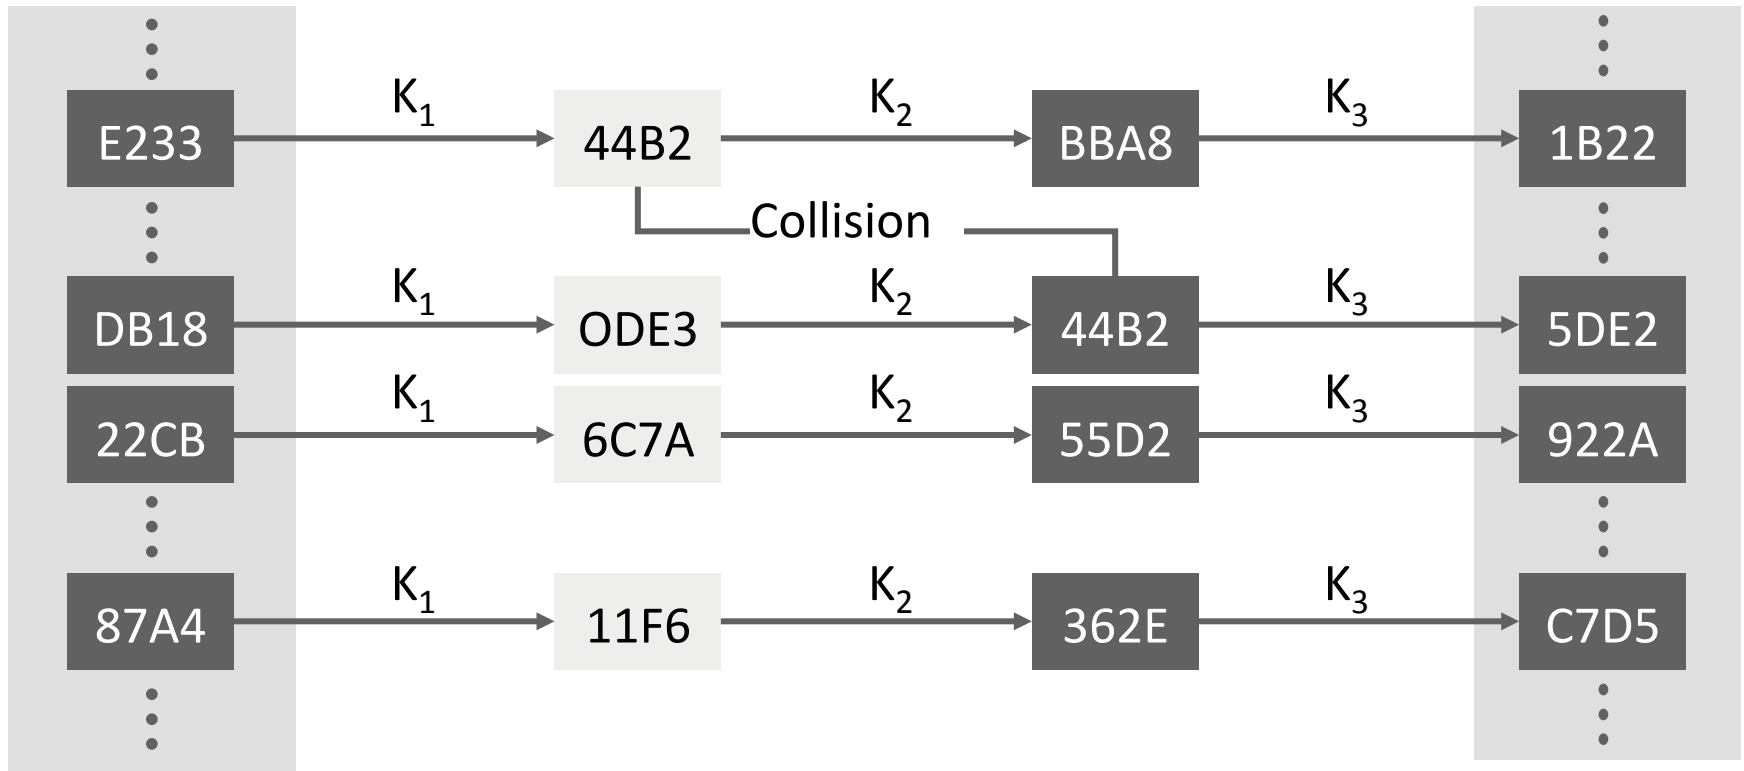 K₁ K₂ K₃
E233 44B2 BBA8 1B22
Collision
K₁ K₂ K₃
DB18 ODE3 44B2 5DE2
K₁ K₂ K₃
22CB 6C7A 55D2 922A
K₁ K₂ K₃
87A4 11F6 362E C7D5